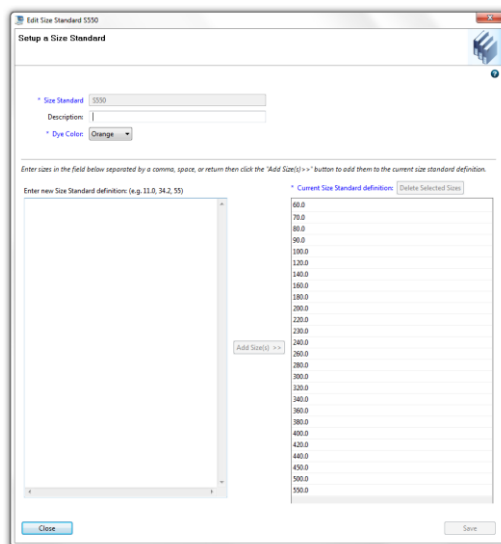 Edit Size Standard S550
Setup a Size Standard
* Size Standard S550
Description:
* Dye Color: Orange
Enter sizes in the field below separated by a comma, space, or return then click the "Add Size(s)>>" button to add them to the current size standard definition.
Enter new Size Standard definition: (e.g. 11.0, 34.2, 55)
* Current Size Standard definition: Delete Selected Sizes
60.0
70.0
80.0
90.0
100.0
120.0
140.0
160.0
180.0
200.0
220.0
230.0
240.0
260.0
280.0
300.0
320.0
340.0
360.0
380.0
400.0
420.0
440.0
450.0
500.0
550.0
Add Size(s) >>
Close
Save